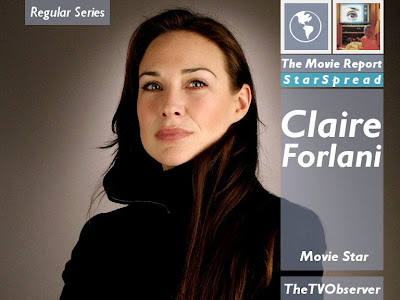 Regular Series
The Movie Report
StarSpread
Claire
Forlani
Movie Star
TheTVObserver